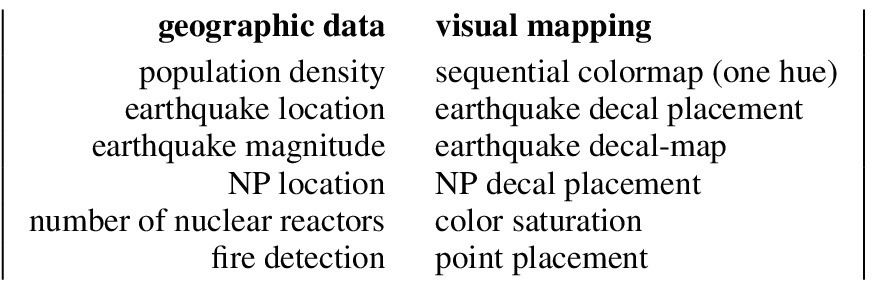 geographic data visual mapping
population density sequential colormap (one hue)
earthquake location earthquake decal placement
earthquake magnitude earthquake decal-map
NP location NP decal placement
number of nuclear reactors color saturation
fire detection point placement